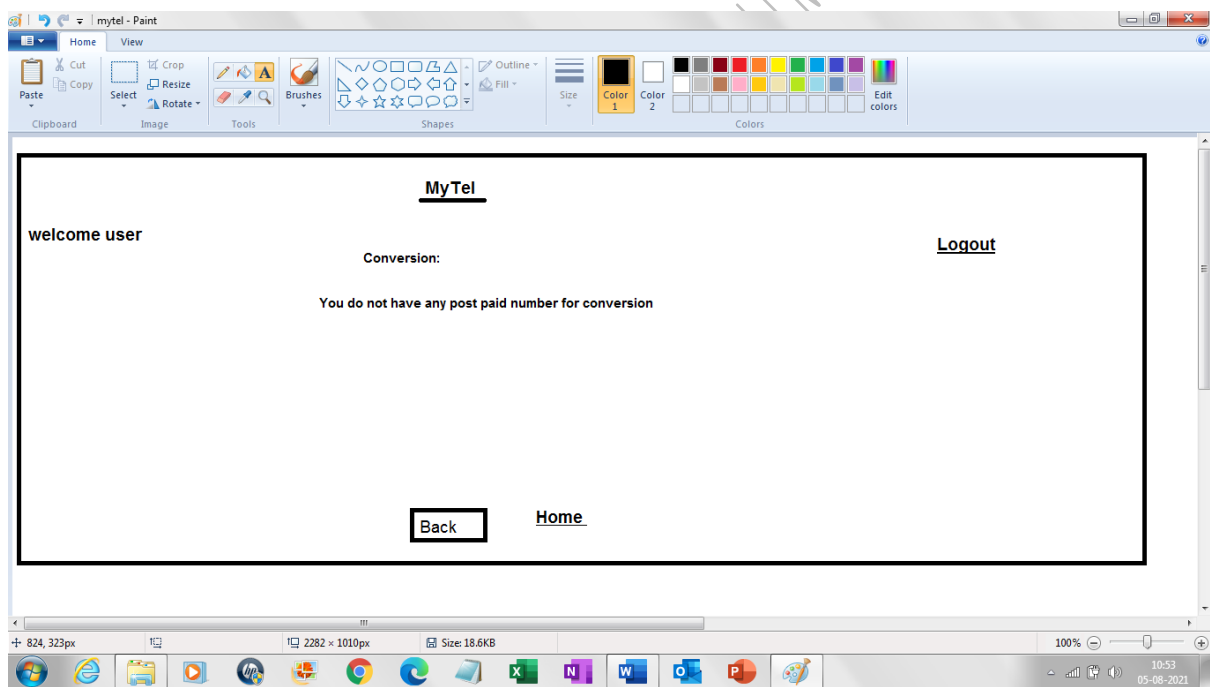 mytel - Paint
Home View
Paste
Cut
Copy
Clipboard
Select
Crop
Resize
Rotate
Image
Tools
Brushes
Outline
Fill
Shapes
Size
Color 1
Color 2
Edit colors
Colors
MyTel
welcome user
Logout
Conversion:
You do not have any post paid number for conversion
Back
Home
824, 323px
2282 × 1010px
Size: 18.6KB
100%
10:53
05-08-2021